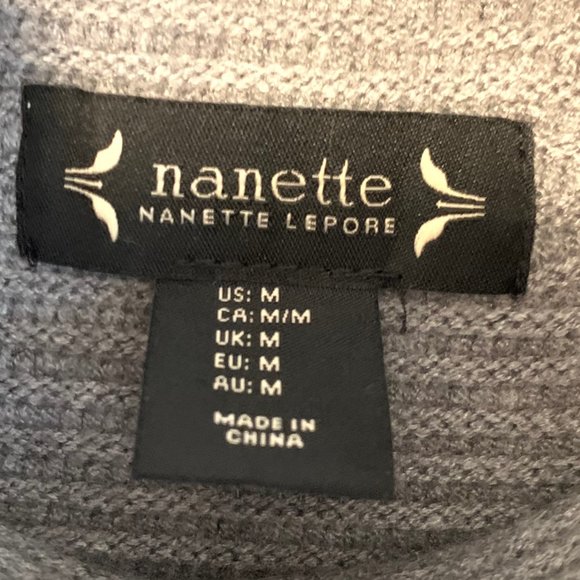 nanette
NANETTE LEPORE
US: M
CA: M/M
UK: M
EU: M
AU: M
MADE IN
CHINA